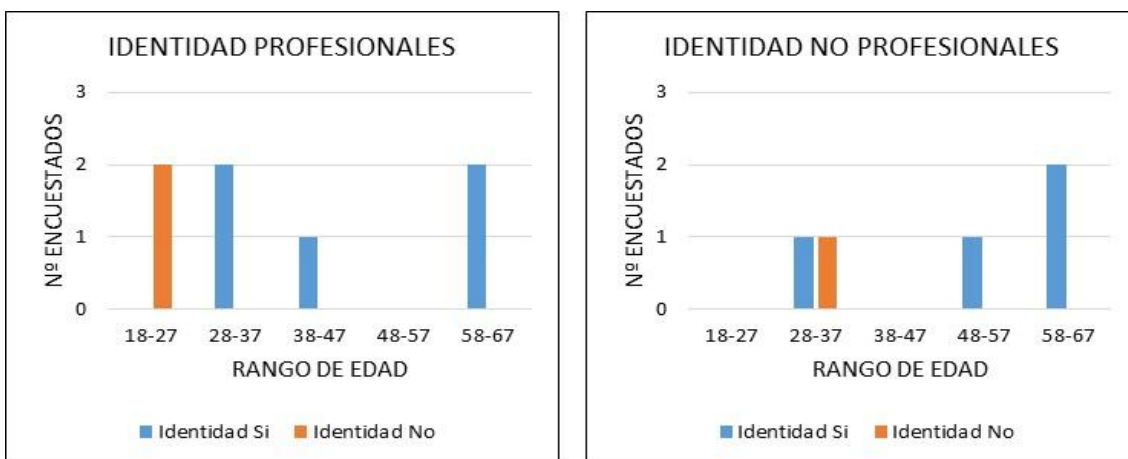 IDENTIDAD PROFESIONALES
Nº ENCUESTADOS
3
2
1
0
18-27 28-37 38-47 48-57 58-67
RANGO DE EDAD
Identidad Si Identidad No
IDENTIDAD NO PROFESIONALES
Nº ENCUESTADOS
3
2
1
0
18-27 28-37 38-47 48-57 58-67
RANGO DE EDAD
Identidad Si Identidad No